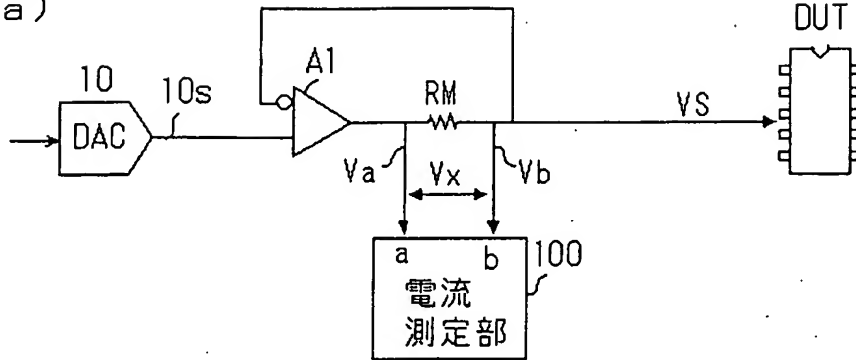 a)
DUT
10
10s
A1
RM
DAC
VS
Va
Vx
Vb
a
b
100
電流
測定部